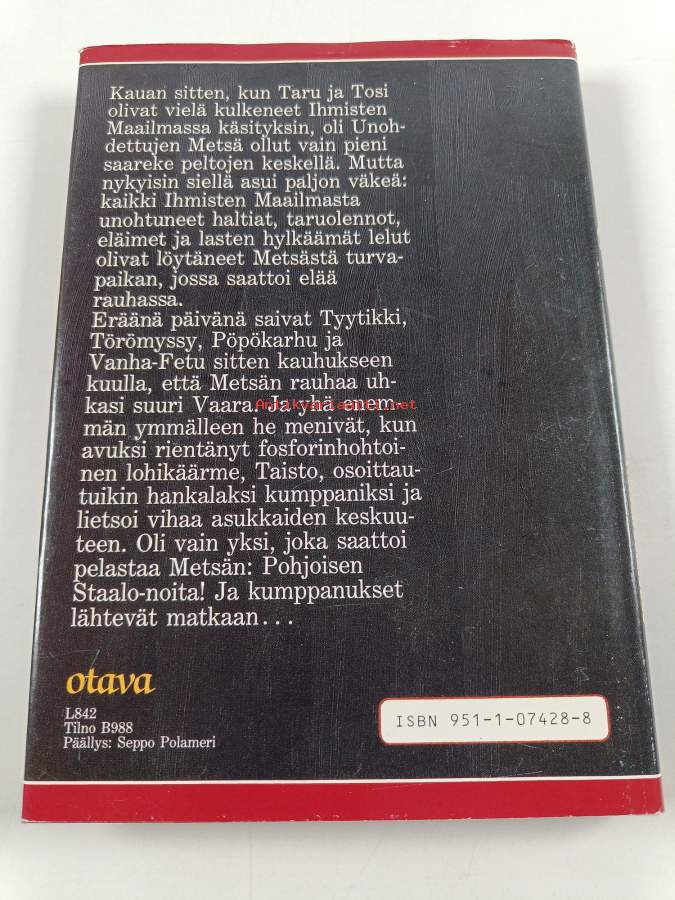 Kauan sitten, kun Taru ja Tosi
olivat vielä kulkeneet Ihmisten
Maailmassa käsityksin, oli Unoh-
dettujen Metsä ollut vain pieni
saareke peltojen keskellä. Mutta
nykyisin siellä asui paljon väkeä:
kaikki Ihmisten Maailmasta
unohtuneet haltiat, taruolennot,
eläimet ja lasten hylkäämät lelut
olivat löytäneet Metsästä turva-
paikan, jossa saattoi elää
rauhassa.
Eräänä päivänä saivat Tyytikki,
Törömyssy, Pöpökarhu ja
Vanha-Fetu sitten kauhukseen
kuulla, että Metsän rauhaa uh-
kasi suuri Vaara. Ja yhä enem-
Antikvariaatti.net
män ymmälleen he menivät, kun
avuksi rientänyt fosforinhohtoi-
nen lohikäärme, Taisto, osoittau-
tuikin hankalaksi kumppaniksi ja
lietsoi vihaa asukkaiden keskuu-
teen. Oli vain yksi, joka saattoi
pelastaa Metsän: Pohjoisen
Staalo-noita! Ja kumppanukset
lähtevät matkaan...
otava
L842
Tilno B988
Päällys: Seppo Polameri
ISBN 951-1-07428-8